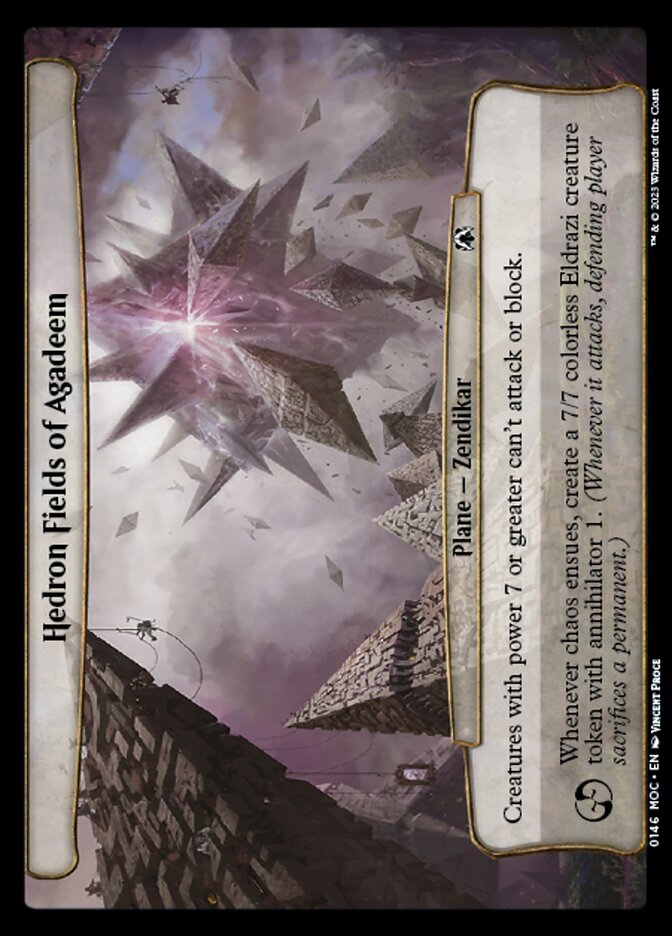 Hedron Fields of Agadeem
Plane — Zendikar
Creatures with power 7 or greater can't attack or block.
Whenever chaos ensues, create a 7/7 colorless Eldrazi creature
token with annihilator 1. (Whenever it attacks, defending player
sacrifices a permanent.)
0146 MOC • EN Vincent Proce
™ & © 2023 Wizards of the Coast